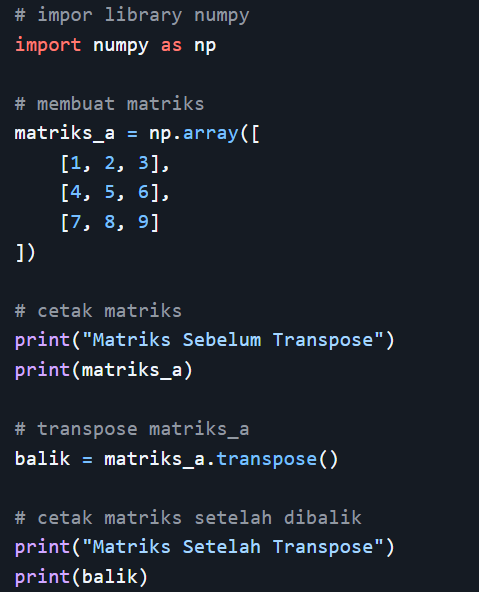 # impor library numpy
import numpy as np
# membuat matriks
matriks_a = np.array([
    [1, 2, 3],
    [4, 5, 6],
    [7, 8, 9]
])
# cetak matriks
print("Matriks Sebelum Transpose")
print(matriks_a)
# transpose matriks_a
balik = matriks_a.transpose()
# cetak matriks setelah dibalik
print("Matriks Setelah Transpose")
print(balik)